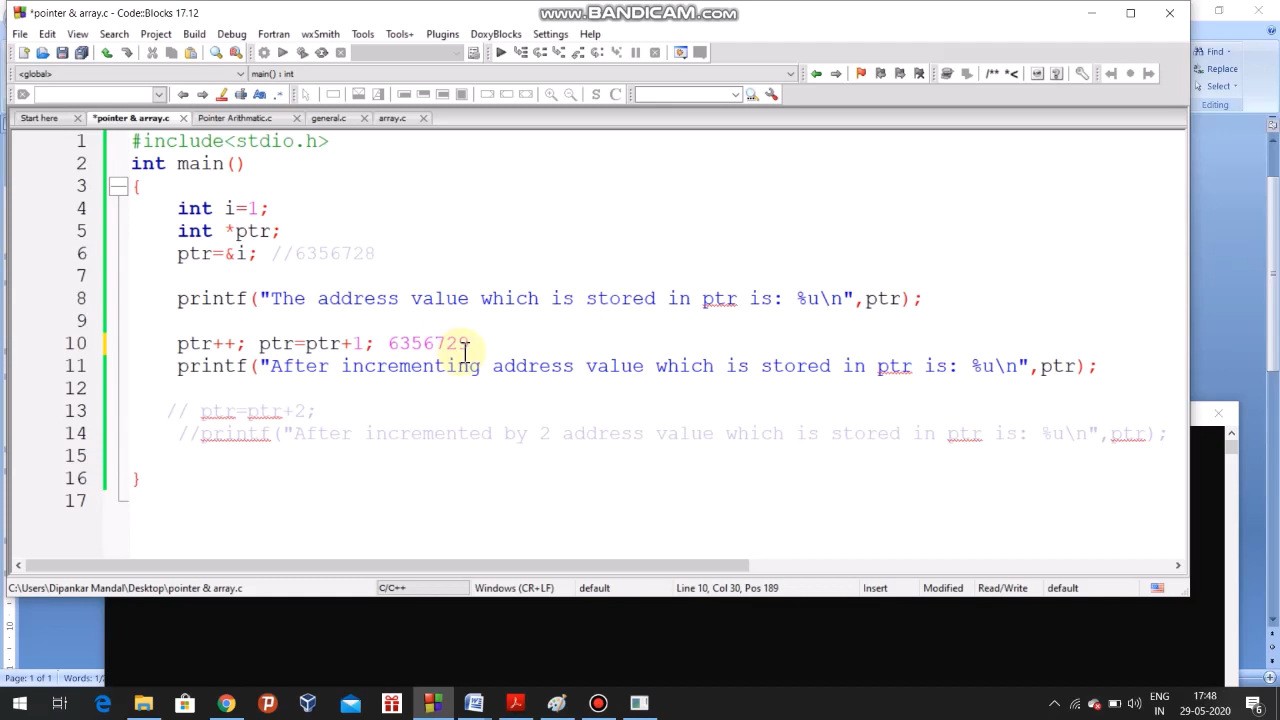 *pointer & array.c - Code::Blocks 17.12
www.BANDICAM.com
File Edit View Search Project Build Debug Fortran wxSmith Tools Tools+ Plugins DoxyBlocks Settings Help
Find
<global> main() : int /** *<
Replace
Select
S C
Editing
Start here *pointer & array.c Pointer Arithmatic.c general.c array.c
1 #include<stdio.h>
2 int main()
3 {
4 int i=1;
5 int *ptr;
6 ptr=&i; //6356728
7
8 printf("The address value which is stored in ptr is: %u\n",ptr);
9
10 ptr++; ptr=ptr+1; 6356729
11 printf("After incrementing address value which is stored in ptr is: %u\n",ptr);
12
13 // ptr=ptr+2;
14 //printf("After incremented by 2 address value which is stored in ptr is: %u\n",ptr);
15
16 }
17
C:\Users\Dipankar Mandal\Desktop\pointer & array.c C/C++ Windows (CR+LF) default Line 10, Col 30, Pos 189 Insert Modified Read/Write default
Page: 1 of 1 Words: 1/
ENG 17:48
IN 29-05-2020 6